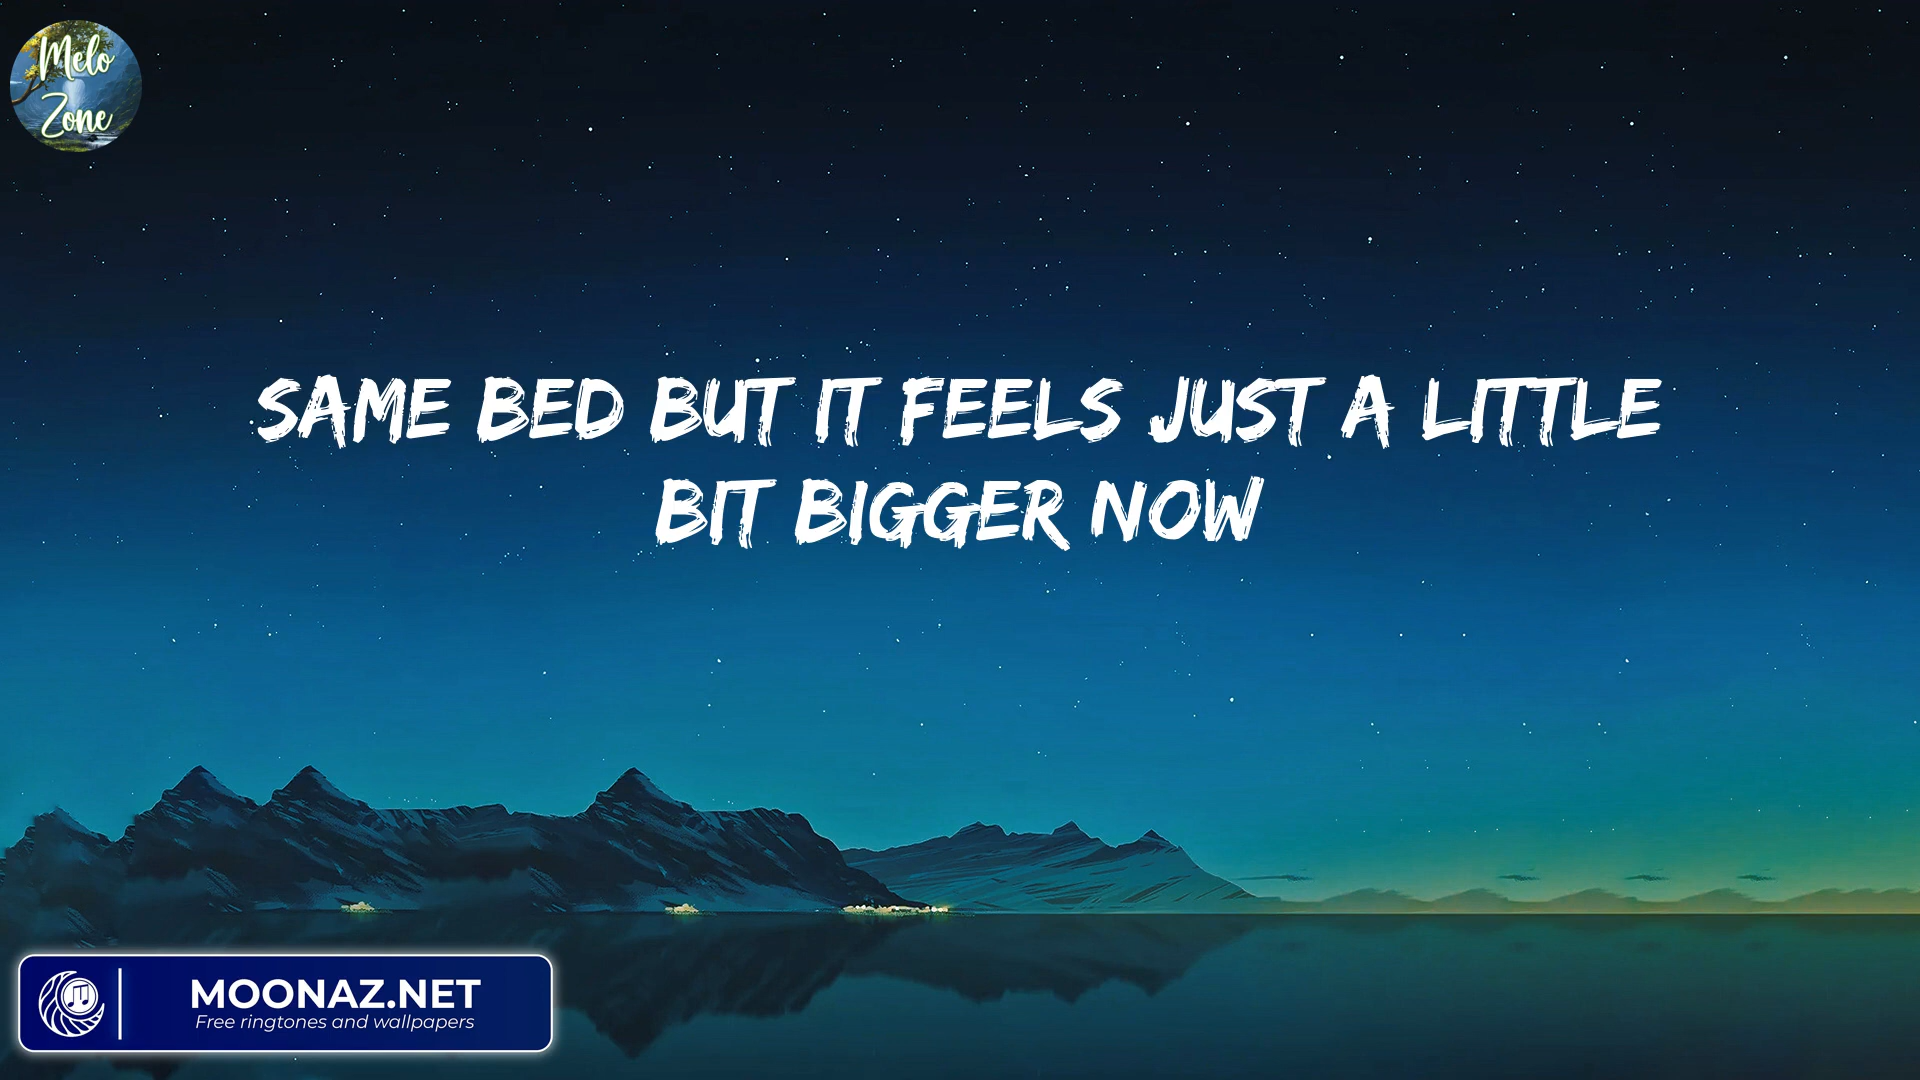 Melo
Zone
SAME BED BUT IT FEELS JUST A LITTLE
BIT BIGGER NOW
MOONAZ.NET
Free ringtones and wallpapers